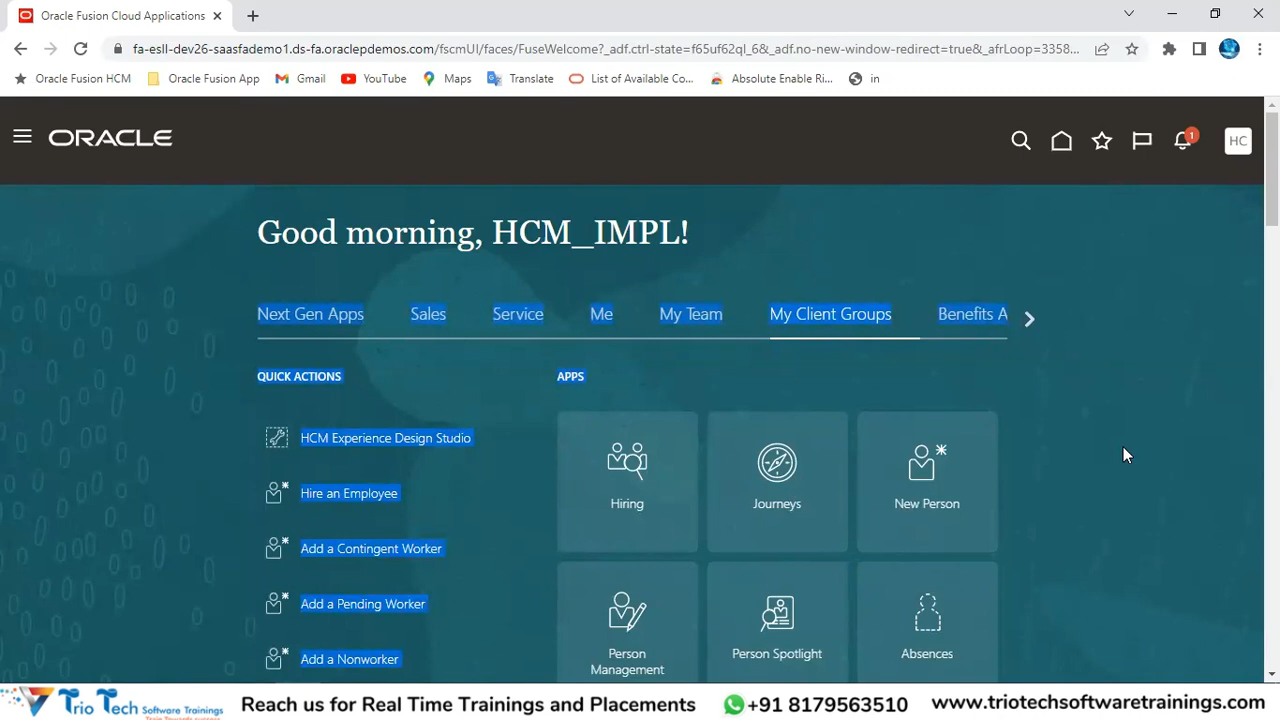 Oracle Fusion Cloud Applications
fa-esll-dev26-saasfademo1.ds-fa.oraclepdemos.com/fscmUI/faces/FuseWelcome?_adf.ctrl-state=f65uf62ql_6&_adf.no-new-window-redirect=true&_afrLoop=3358...
Oracle Fusion HCM Oracle Fusion App Gmail YouTube Maps Translate List of Available Co... Absolute Enable Ri... in
ORACLE
1
HC
Good morning, HCM_IMPL!
Next Gen Apps Sales Service Me My Team My Client Groups Benefits A
QUICK ACTIONS APPS
HCM Experience Design Studio
Hire an Employee
Add a Contingent Worker
Add a Pending Worker
Add a Nonworker
Hiring Journeys New Person
Person Management Person Spotlight Absences
Trio Tech Software Trainings
Trio Towards success
Reach us for Real Time Trainings and Placements +91 8179563510 www.triotechsoftwaretrainings.com